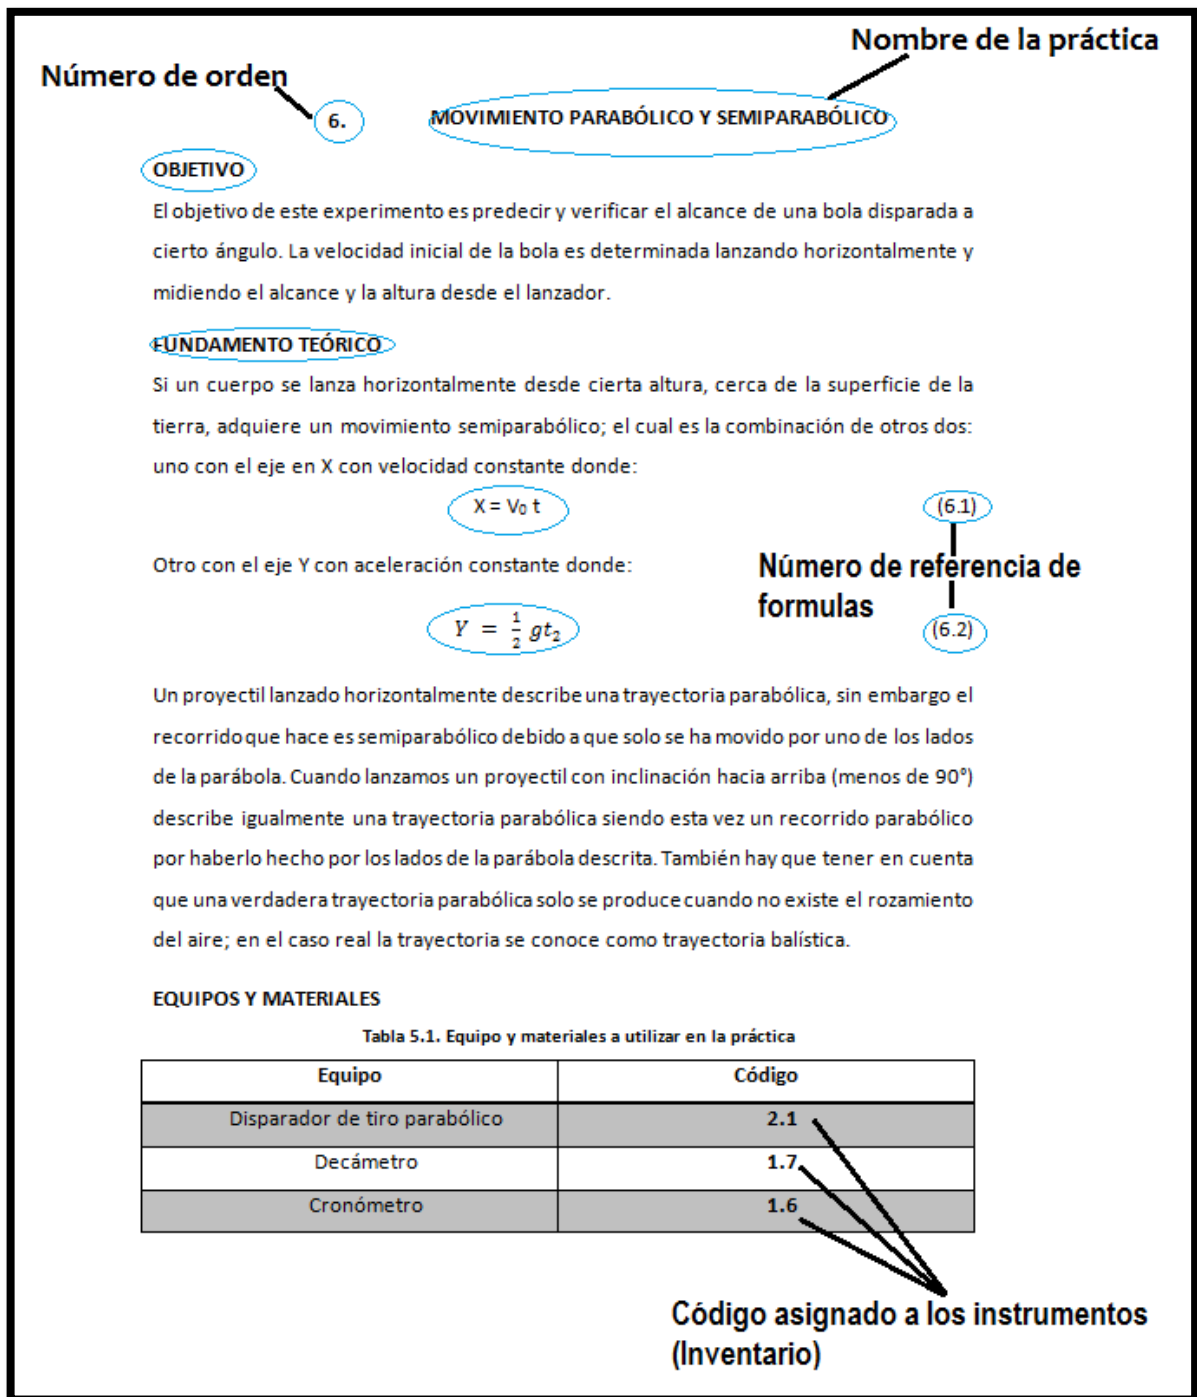 Nombre de la práctica
Número de orden
6. MOVIMIENTO PARABÓLICO Y SEMIPARABÓLICO
OBJETIVO
El objetivo de este experimento es predecir y verificar el alcance de una bola disparada a
cierto ángulo. La velocidad inicial de la bola es determinada lanzando horizontalmente y
midiendo el alcance y la altura desde el lanzador.
FUNDAMENTO TEÓRICO
Si un cuerpo se lanza horizontalmente desde cierta altura, cerca de la superficie de la
tierra, adquiere un movimiento semiparabólico; el cual es la combinación de otros dos:
uno con el eje en X con velocidad constante donde:
X = V₀ t (6.1)
Otro con el eje Y con aceleración constante donde:
Número de referencia de
formulas
Y = ½ gt₂ (6.2)
Un proyectil lanzado horizontalmente describe una trayectoria parabólica, sin embargo el
recorrido que hace es semiparabólico debido a que solo se ha movido por uno de los lados
de la parábola. Cuando lanzamos un proyectil con inclinación hacia arriba (menos de 90°)
describe igualmente una trayectoria parabólica siendo esta vez un recorrido parabólico
por haberlo hecho por los lados de la parábola descrita. También hay que tener en cuenta
que una verdadera trayectoria parabólica solo se produce cuando no existe el rozamiento
del aire; en el caso real la trayectoria se conoce como trayectoria balística.
EQUIPOS Y MATERIALES
Tabla 5.1. Equipo y materiales a utilizar en la práctica
Equipo Código
Disparador de tiro parabólico 2.1
Decámetro 1.7
Cronómetro 1.6
Código asignado a los instrumentos
(Inventario)